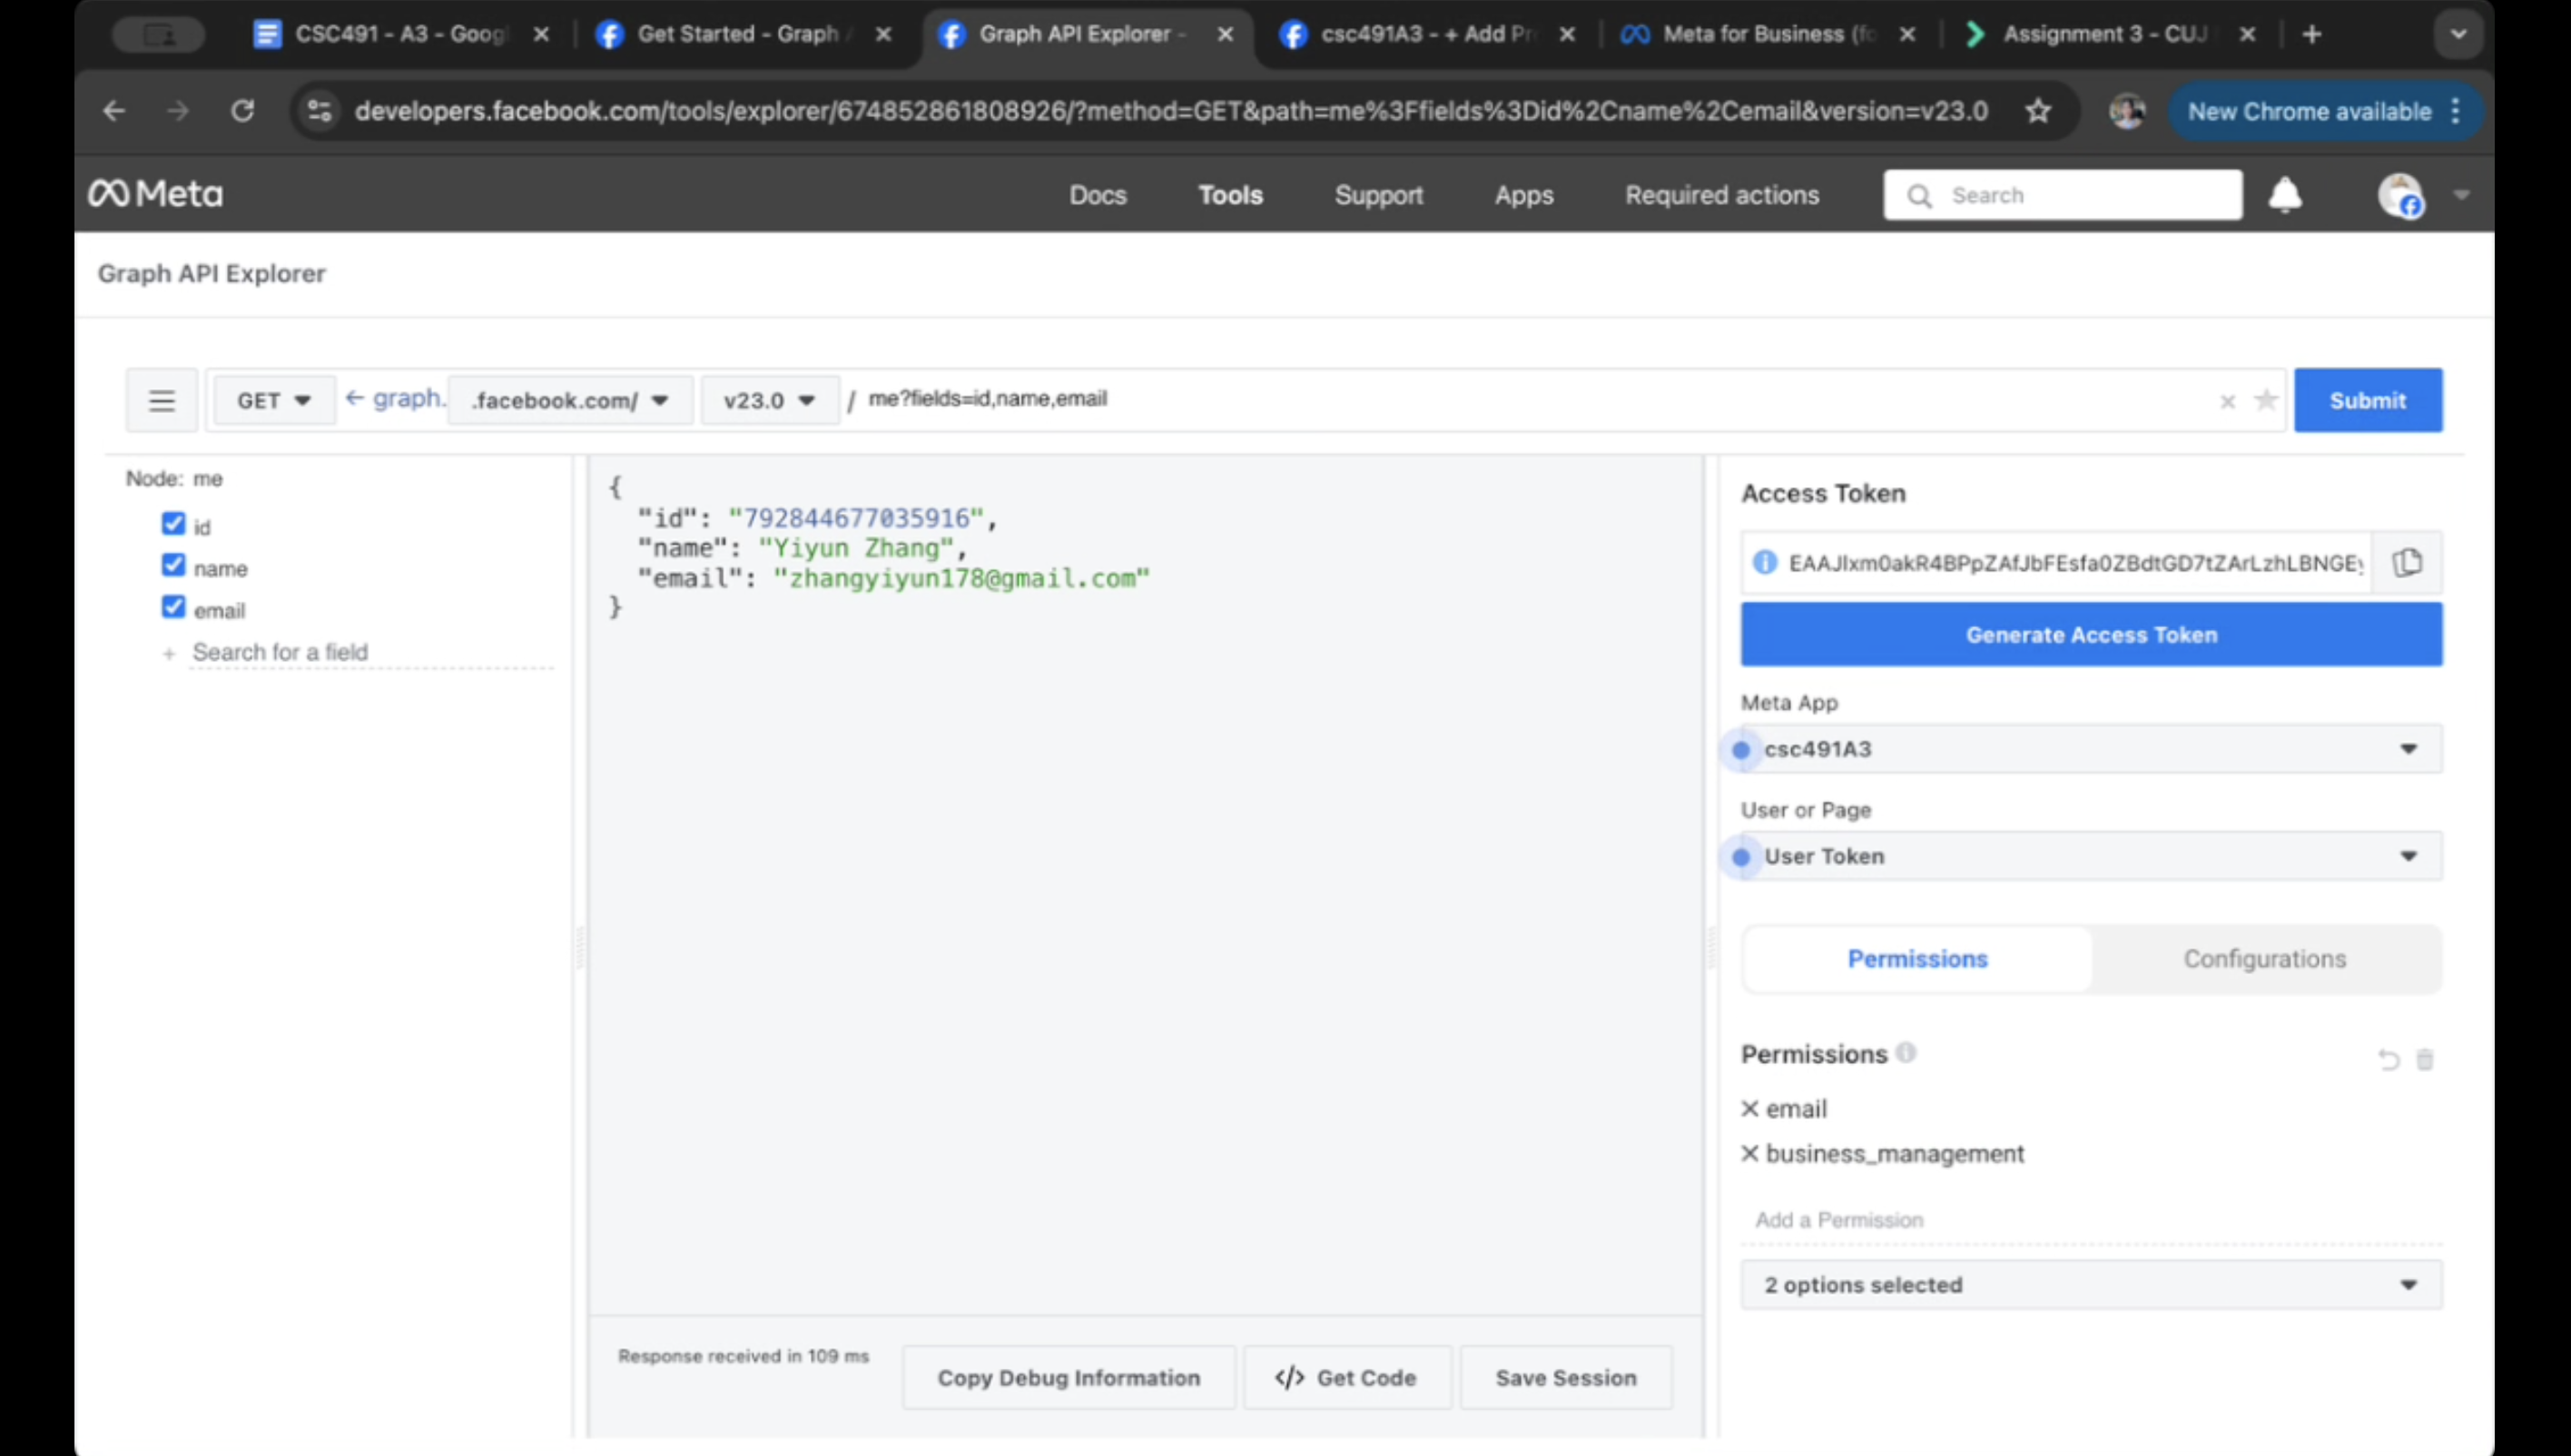 CSC491 - A3 - Goog
Get Started - Graph
Graph API Explorer -
csc491A3 - + Add Pr
Meta for Business (fo
Assignment 3 - CUJ
developers.facebook.com/tools/explorer/674852861808926/?method=GET&path=me%3Ffields%3Did%2Cname%2Cemail&version=v23.0
New Chrome available
Meta
Docs
Tools
Support
Apps
Required actions
Search
Graph API Explorer
GET
graph.
.facebook.com/
v23.0
/
me?fields=id,name,email
Submit
Node: me
id
name
email
+ Search for a field
{
"id": "792844677035916",
"name": "Yiyun Zhang",
"email": "zhangyiyun178@gmail.com"
}
Response received in 109 ms
Copy Debug Information
</> Get Code
Save Session
Access Token
EAAJIxm0akR4BPpZAfJbFEsfa0ZBdtGD7tZArLzhLBNGEy
Generate Access Token
Meta App
csc491A3
User or Page
User Token
Permissions
Configurations
Permissions
email
business_management
Add a Permission
2 options selected